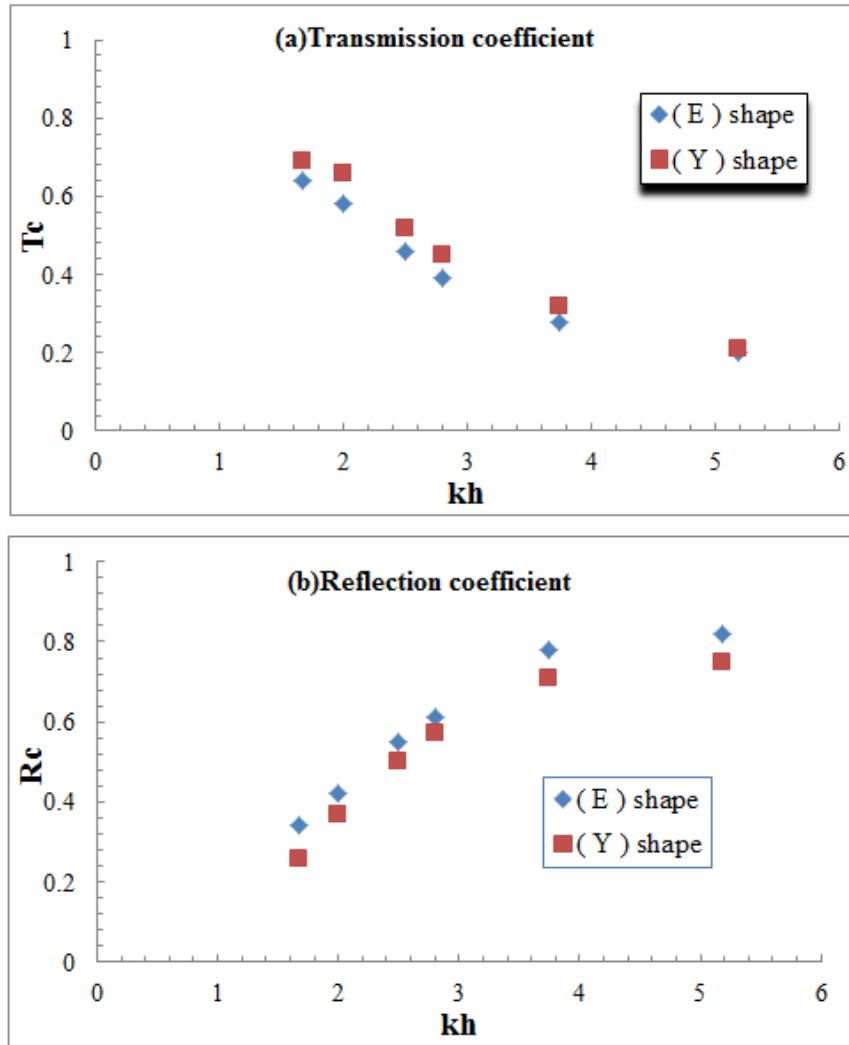 (a)Transmission coefficient
1
0.8
0.6
0.4
0.2
0
Tc
( E ) shape
( Y ) shape
0 1 2 3 4 5 6
kh
(b)Reflection coefficient
1
0.8
0.6
0.4
0.2
0
Rc
( E ) shape
( Y ) shape
0 1 2 3 4 5 6
kh